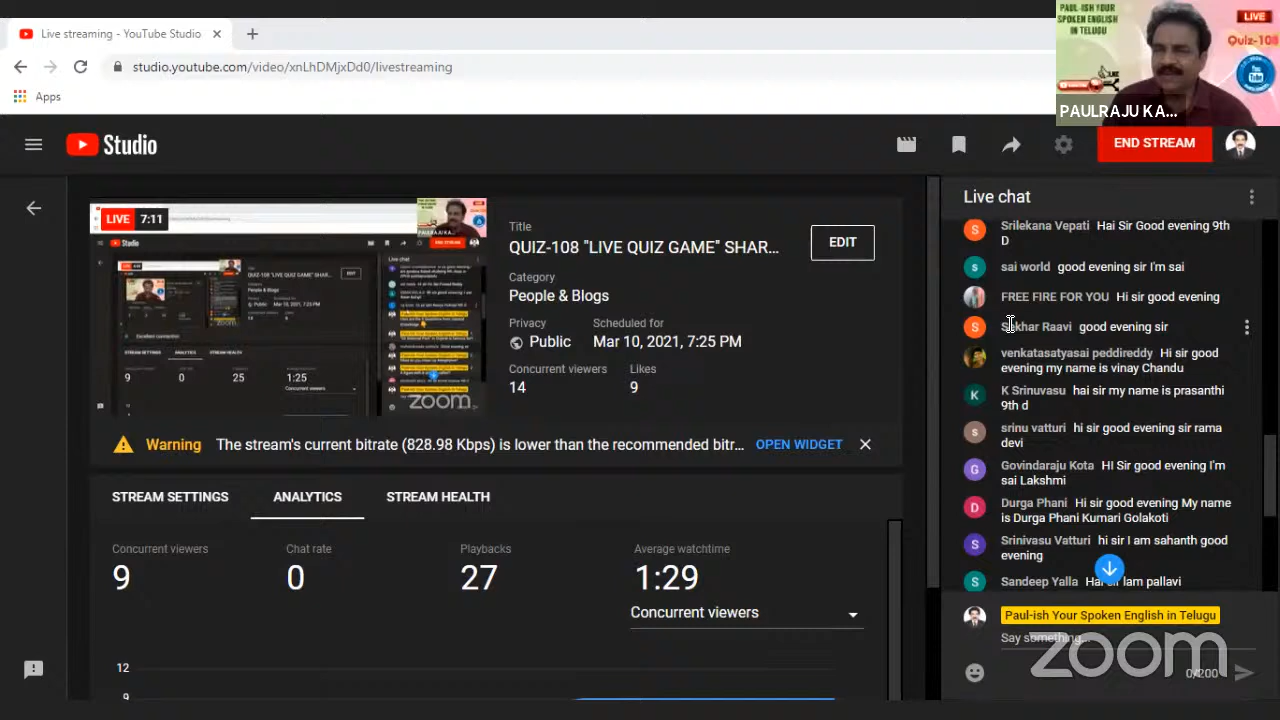 Live streaming - YouTube Studio
studio.youtube.com/video/xnLhDMjxDd0/livestreaming
Apps
PAUL-ISH YOUR
SPOKEN ENGLISH
IN TELUGU
LIVE
Quiz-108
You
Tube
PAULRAJU KA...
Studio
END STREAM
LIVE 7:11
Title
QUIZ-108 "LIVE QUIZ GAME" SHAR...
EDIT
Category
People & Blogs
Privacy
Public
Scheduled for
Mar 10, 2021, 7:25 PM
Concurrent viewers
14
Likes
9
Warning The stream's current bitrate (828.98 Kbps) is lower than the recommended bitr... OPEN WIDGET
STREAM SETTINGS
ANALYTICS
STREAM HEALTH
Concurrent viewers
9
Chat rate
0
Playbacks
27
Average watchtime
1:29
Concurrent viewers
12
9
Live chat
Srilekana Vepati Hai Sir Good evening 9th
D
sai world good evening sir I'm sai
FREE FIRE FOR YOU Hi sir good evening
Raavi good evening sir
venkatasatyasai peddireddy Hi sir good
evening my name is vinay Chandu
K Srinuvasu hai sir my name is prasanthi
9th d
srinu vatturi hi sir good evening sir rama
devi
Govindaraju Kota HI Sir good evening I'm
sai Lakshmi
Durga Phani Hi sir good evening My name
is Durga Phani Kumari Golakoti
Srinivasu Vatturi hi sir I am sahanth good
evening
Sandeep Yalla Hai sir Iam pallavi
Paul-ish Your Spoken English in Telugu
Say something...
0/200
zoom